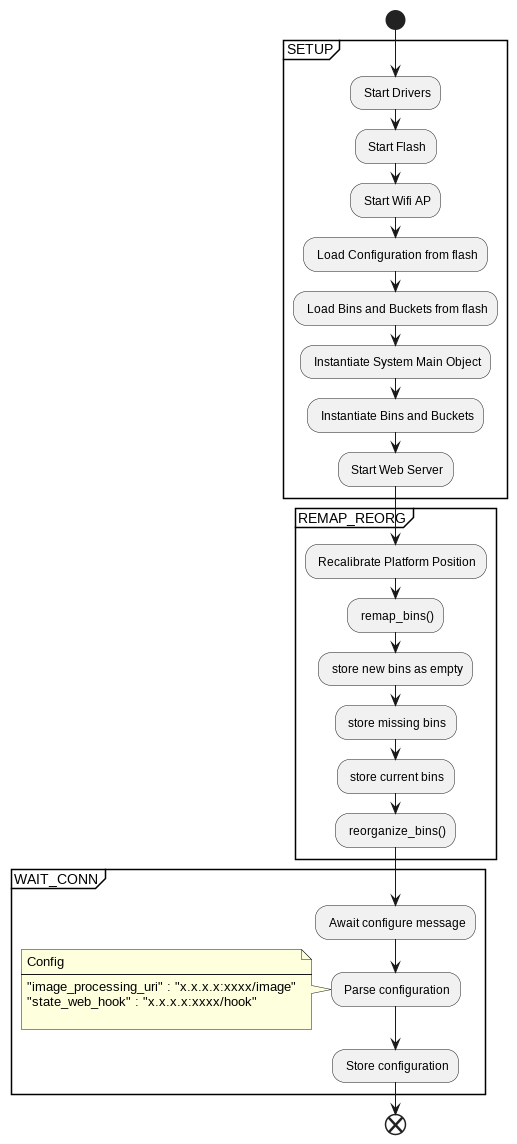 SETUP
Start Drivers
Start Flash
Start Wifi AP
Load Configuration from flash
Load Bins and Buckets from flash
Instantiate System Main Object
Instantiate Bins and Buckets
Start Web Server
REMAP_REORG
Recalibrate Platform Position
remap_bins()
store new bins as empty
store missing bins
store current bins
reorganize_bins()
WAIT_CONN
Await configure message
Config
"image_processing_uri" : "x.x.x.x:xxxx/image"
"state_web_hook" : "x.x.x.x:xxxx/hook"
Parse configuration
Store configuration